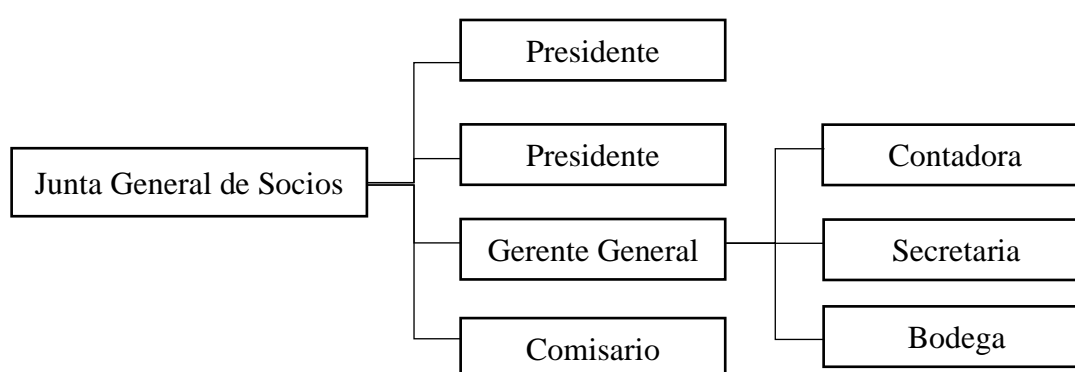 Junta General de Socios
Presidente
Presidente
Gerente General
Comisario
Contadora
Secretaria
Bodega